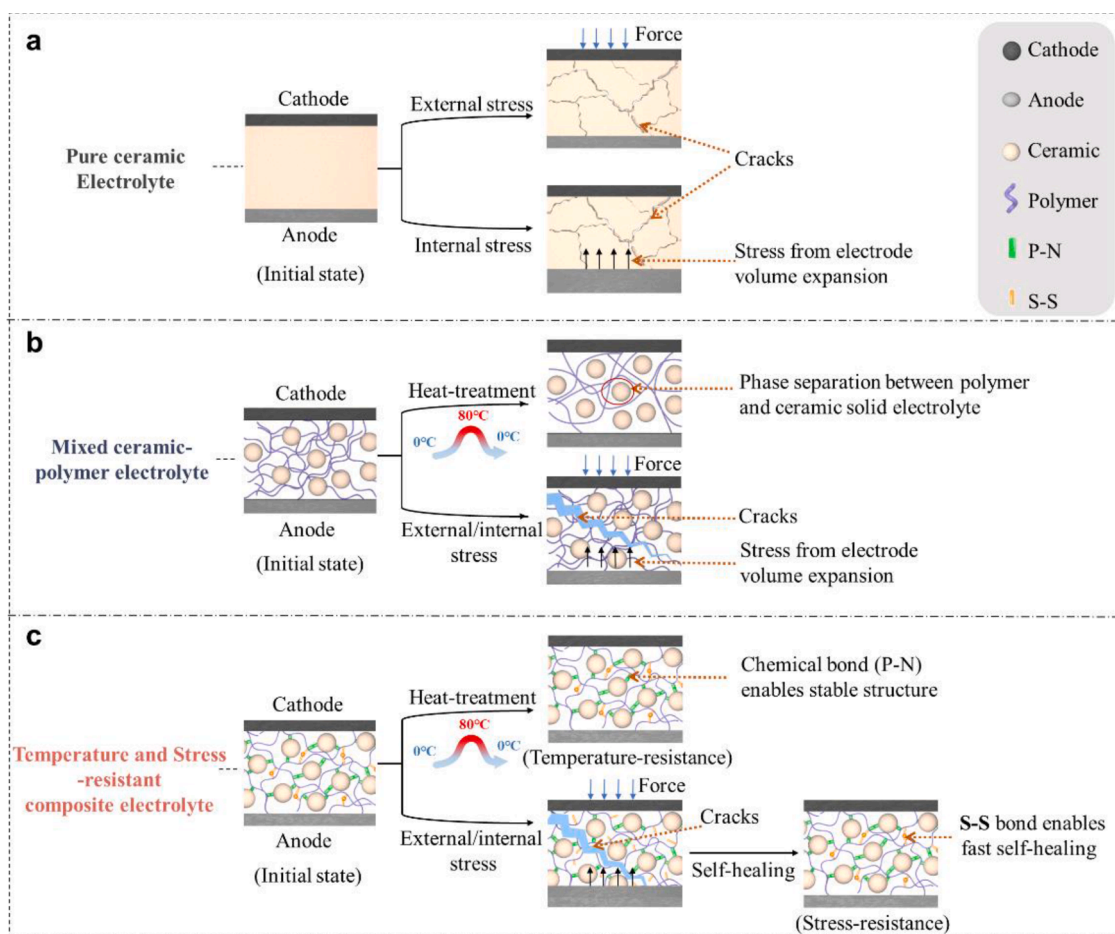 a
Pure ceramic
Electrolyte
Cathode
Anode
(Initial state)
External stress
Internal stress
Force
Cracks
Stress from electrode
volume expansion
Cathode
Anode
Ceramic
Polymer
P-N
S-S
b
Mixed ceramic-
polymer electrolyte
Cathode
Anode
(Initial state)
Heat-treatment
80°C
0°C
0°C
External/internal
stress
Phase separation between polymer
and ceramic solid electrolyte
Force
Cracks
Stress from electrode
volume expansion
c
Temperature and Stress
-resistant
composite electrolyte
Cathode
Anode
(Initial state)
Heat-treatment
80°C
0°C
0°C
External/internal
stress
Chemical bond (P-N)
enables stable structure
(Temperature-resistance)
Force
Cracks
Self-healing
S-S bond enables
fast self-healing
(Stress-resistance)